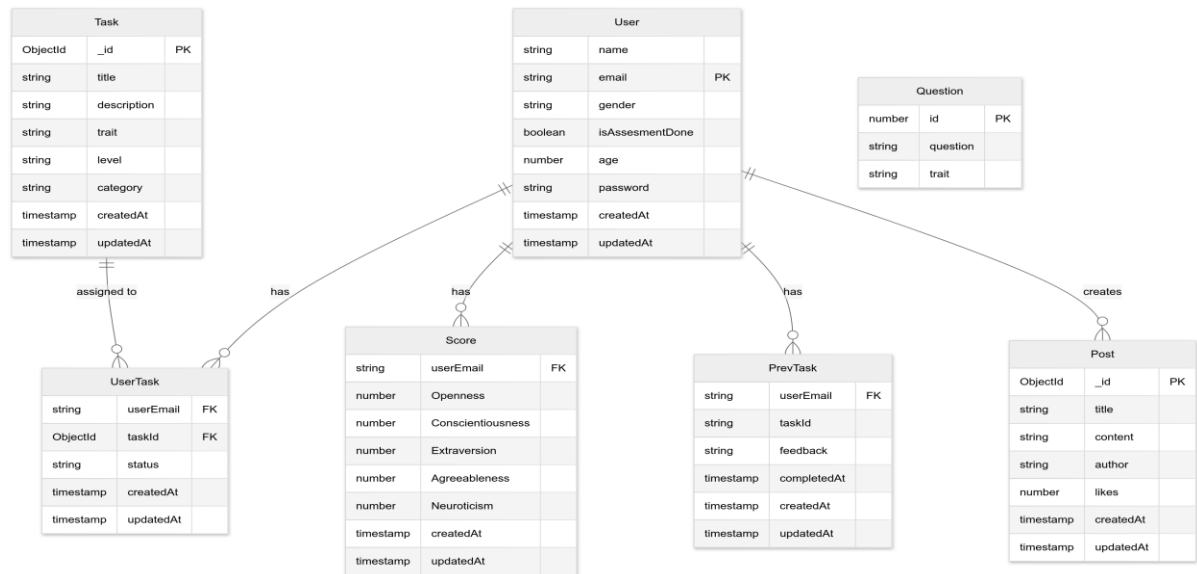 Task
ObjectId _id PK
string title
string description
string trait
string level
string category
timestamp createdAt
timestamp updatedAt
User
string name
string email PK
string gender
boolean isAssesmentDone
number age
string password
timestamp createdAt
timestamp updatedAt
Question
number id PK
string question
string trait
assigned to
has
has
has
creates
UserTask
string userEmail FK
ObjectId taskId FK
string status
timestamp createdAt
timestamp updatedAt
Score
string userEmail FK
number Openness
number Conscientiousness
number Extraversion
number Agreeableness
number Neuroticism
timestamp createdAt
timestamp updatedAt
PrevTask
string userEmail FK
string taskId
string feedback
timestamp completedAt
timestamp createdAt
timestamp updatedAt
Post
ObjectId _id PK
string title
string content
string author
number likes
timestamp createdAt
timestamp updatedAt